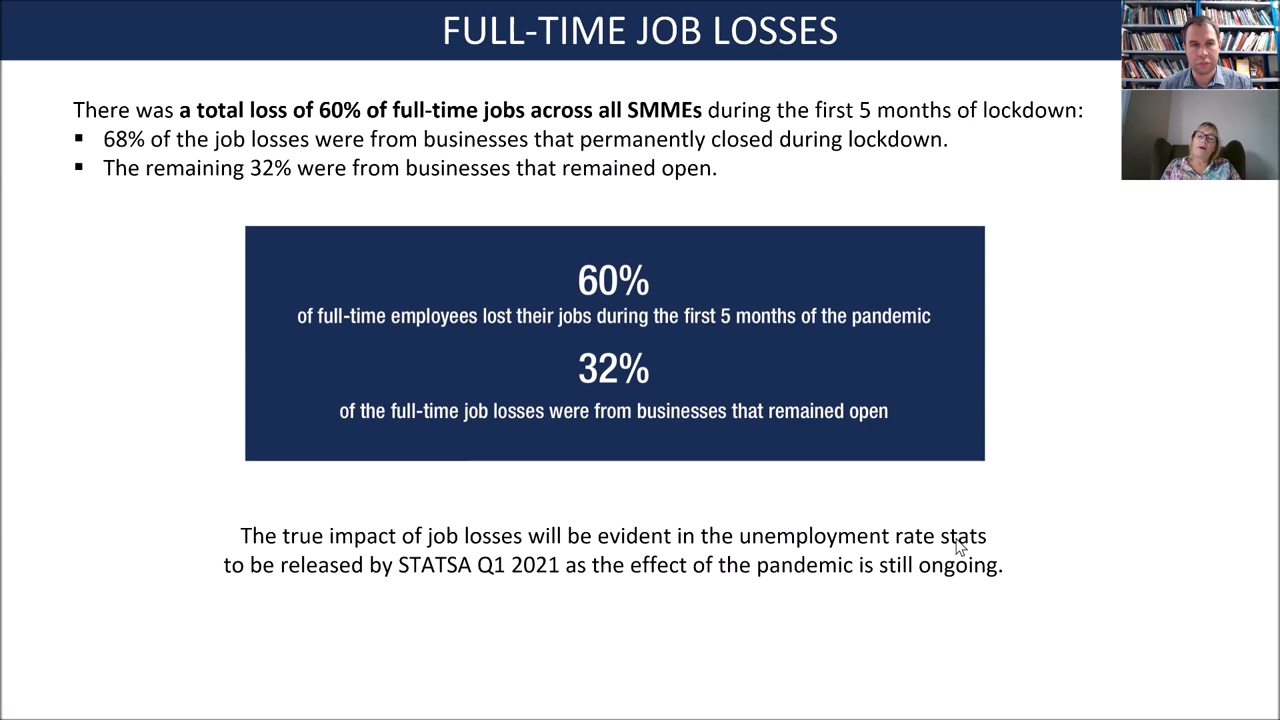 FULL-TIME JOB LOSSES
There was a total loss of 60% of full-time jobs across all SMMEs during the first 5 months of lockdown:
▪ 68% of the job losses were from businesses that permanently closed during lockdown.
▪ The remaining 32% were from businesses that remained open.
60%
of full-time employees lost their jobs during the first 5 months of the pandemic
32%
of the full-time job losses were from businesses that remained open
The true impact of job losses will be evident in the unemployment rate stats
to be released by STATSA Q1 2021 as the effect of the pandemic is still ongoing.